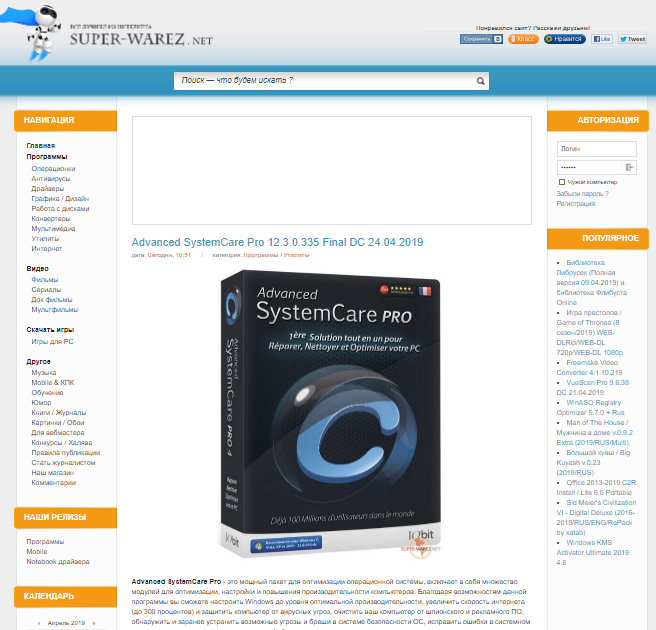 ВСЕ ЛУЧШЕЕ ИЗ ИНТЕРНЕТА
SUPER-WAREZ.NET
Понравился сайт? Расскажи друзьям!
Сохранить 0
Класс
Нравится
Like
Tweet
Поиск — что будем искать ?
НАВИГАЦИЯ
Главная
Программы
Операционки
Антивирусы
Драйверы
Графика / Дизайн
Работа с дисками
Конвертеры
Мультимедиа
Утилиты
Интернет
Видео
Фильмы
Сериалы
Док фильмы
Мультфильмы
Скачать игры
Игры для PC
Другое
Музыка
Mobile & КПК
Обучение
Юмор
Книги / Журналы
Картинки / Обои
Для вебмастера
Конкурсы / Халява
Правила публикации
Стать журналистом
Наш магазин
Комментарии
НАШИ РЕЛИЗЫ
Программы
Mobile
Notebook драйвера
КАЛЕНДАРЬ
« Апрель 2019 »
Advanced SystemCare Pro 12.3.0.335 Final DC 24.04.2019
дата: Сегодня, 10:51 / категория: Программы / Утилиты
Advanced
SystemCare PRO
1ère Solution tout en un pour
Réparer, Nettoyer et Optimiser votre PC
Advanced
SystemCare
PRO 4
Déjà 100 Millions d'utilisateurs dans le monde
IObit
SUPER-WAREZ.NET
Advanced SystemCare Pro - это мощный пакет для оптимизации операционной системы, включает в себя множество
модулей для оптимизации, настройки и повышения производительности компьютеров. Благодаря возможностям данной
программы вы сможете настроить Windows до уровня оптимальной производительности, увеличить скорость интернета
(до 300 процентов) и защитить компьютер от вирусных угроз, очистить ваш компьютер от шпионского и рекламного ПО,
обнаружить и заранее устранить возможные угрозы и бреши в системе безопасности ОС, исправить ошибки в системном
АВТОРИЗАЦИЯ
Логин
••••••
Чужой компьютер
Забыли пароль ?
Регистрация
ПОПУЛЯРНОЕ
Библиотека
Либрусек (Полная
версия 09.04.2019) и
библиотека Флибуста
Online
Игра престолов /
Game of Thrones (8
сезон/2019) WEB-
DLRip/WEB-DL
720p/WEB-DL 1080p
Freemake Video
Converter 4.1.10.219
VueScan Pro 9.6.38
DC 21.04.2019
WinASO Registry
Optimizer 5.7.0 + Rus
Man of The House /
Мужчина в доме v.0.9.2
Extra (2019/RUS/Multi)
Большой куяш / Big
Kuyash v.0.23
(2019/RUS)
Office 2013-2019 C2R
Install / Lite 6.6 Portable
Sid Meier's Civilization
VI - Digital Deluxe (2016-
2019/RUS/ENG/RePack
by xatab)
Windows KMS
Activator Ultimate 2019
4.6